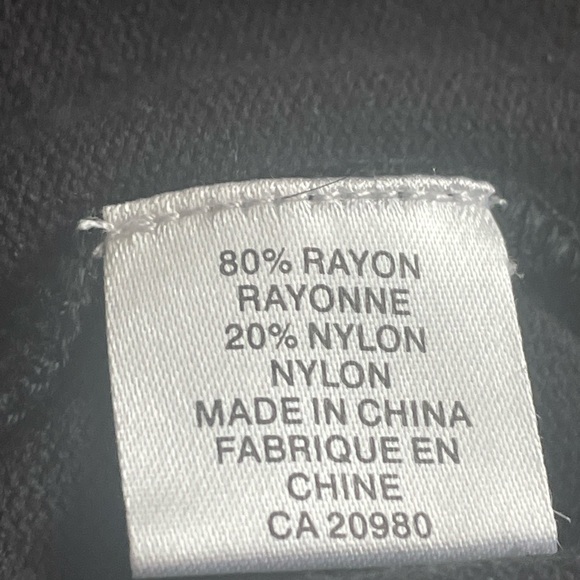 80% RAYON
RAYONNE
20% NYLON
NYLON
MADE IN CHINA
FABRIQUE EN
CHINE
CA 20980